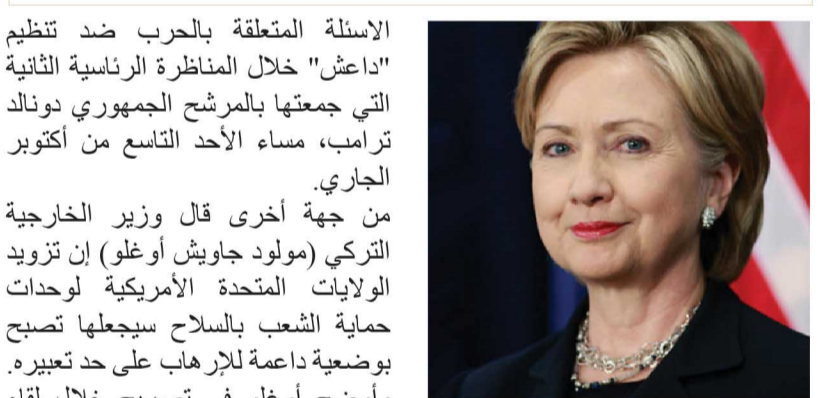 الاسئلة المتعلقة بالحرب ضد تنظيم
"داعش" خلال المناظرة الرئاسية الثانية
التي جمعتها بالمرشح الجمهوري دونالد
ترامب، مساء الأحد التاسع من أكتوبر
الجاري.
من جهة أخرى قال وزير الخارجية
التركي (مولود جاويش أوغلو) إن تزويد
الولايات المتحدة الأمريكية لوحدات
حماية الشعب بالسلاح سيجعلها تصبح
بوضعية داعمة للإرهاب على حد تعبيره.